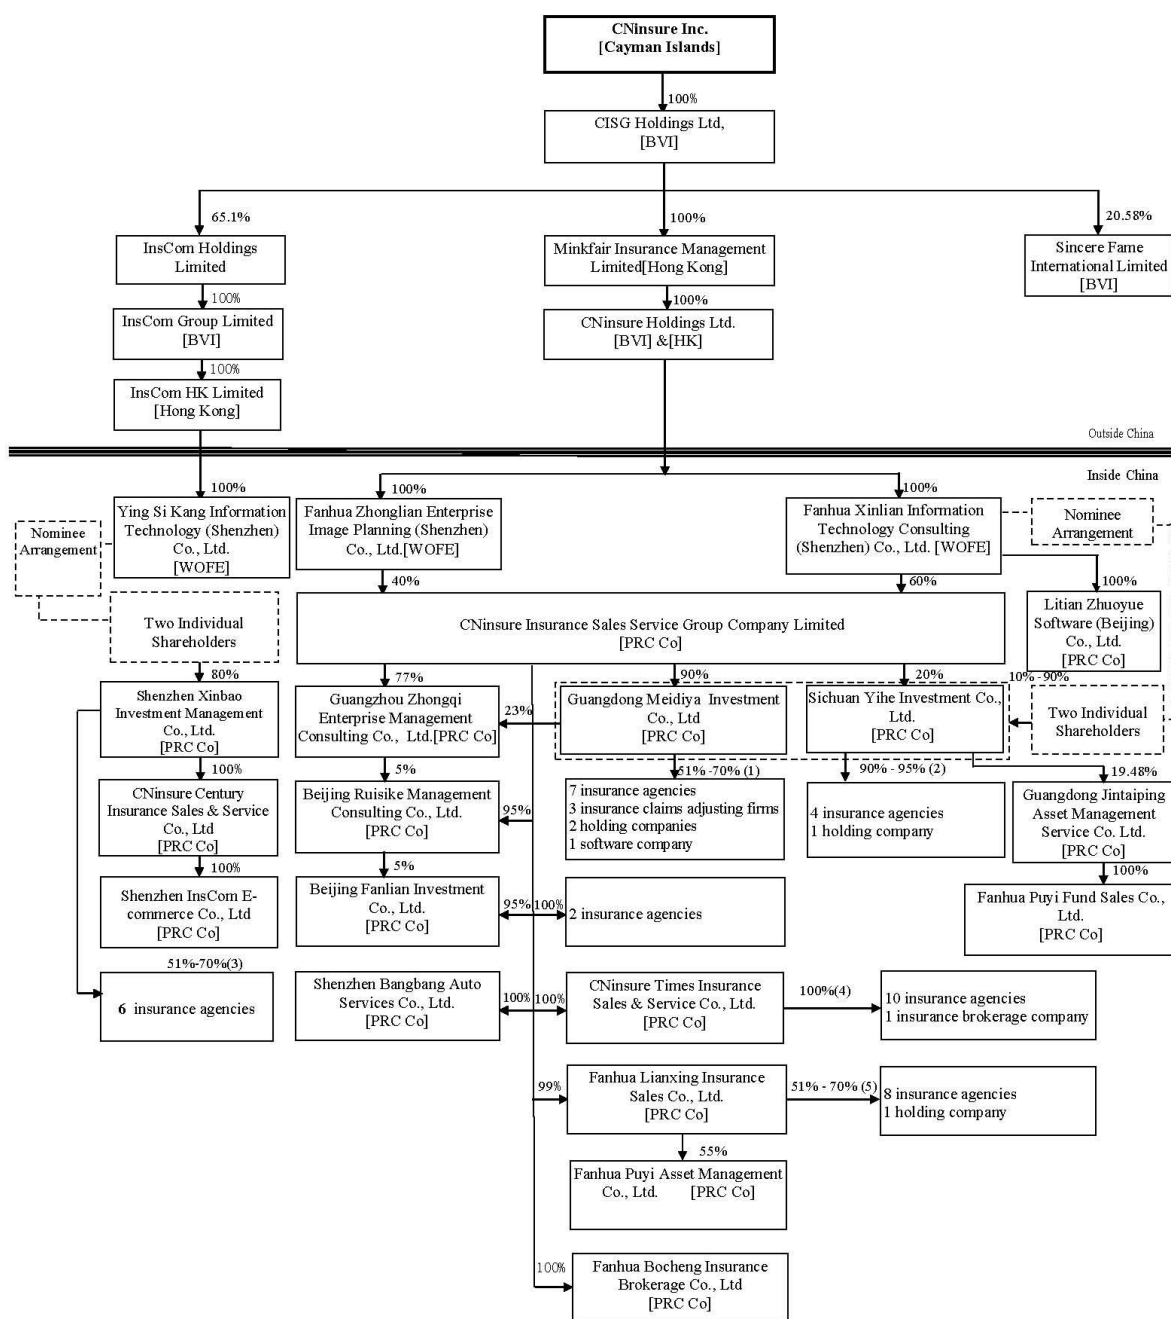 CNinsure Inc.
[Cayman Islands]
100%
CISG Holdings Ltd,
[BVI]
65.1%
100%
20.58%
InsCom Holdings
Limited
Minkfair Insurance Management
Limited[Hong Kong]
Sincere Fame
International Limited
[BVI]
100%
100%
InsCom Group Limited
[BVI]
CNinsure Holdings Ltd.
[BVI] &[HK]
100%
InsCom HK Limited
[Hong Kong]
Outside China
Inside China
100%
100%
100%
Ying Si Kang Information
Technology (Shenzhen)
Co., Ltd.
[WOFE]
Fanhua Zhonglian Enterprise
Image Planning (Shenzhen)
Co., Ltd.[WOFE]
Fanhua Xinlian Information
Technology Consulting
(Shenzhen) Co., Ltd. [WOFE]
Nominee
Arrangement
Nominee
Arrangement
40%
60%
100%
Two Individual
Shareholders
CNinsure Insurance Sales Service Group Company Limited
[PRC Co]
Litian Zhuoyue
Software (Beijing)
Co., Ltd.
[PRC Co]
80%
77%
90%
20%
10% - 90%
Shenzhen Xinbao
Investment Management
Co., Ltd.
[PRC Co]
Guangzhou Zhongqi
Enterprise Management
Consulting Co., Ltd.[PRC Co]
23%
Guangdong Meidiya Investment
Co., Ltd
[PRC Co]
Sichuan Yihe Investment Co.,
Ltd.
[PRC Co]
Two Individual
Shareholders
100%
5%
51% -70% (1)
90% - 95% (2)
19.48%
CNinsure Century
Insurance Sales & Service
Co., Ltd
[PRC Co]
Beijing Ruisike Management
Consulting Co., Ltd.
[PRC Co]
95%
7 insurance agencies
3 insurance claims adjusting firms
2 holding companies
1 software company
4 insurance agencies
1 holding company
Guangdong Jintaiping
Asset Management
Service Co. Ltd.
[PRC Co]
100%
5%
100%
Shenzhen InsCom E-
commerce Co., Ltd
[PRC Co]
Beijing Fanlian Investment
Co., Ltd.
[PRC Co]
95%
100%
2 insurance agencies
Fanhua Puyi Fund Sales Co.,
Ltd.
[PRC Co]
51%-70%(3)
6 insurance agencies
Shenzhen Bangbang Auto
Services Co., Ltd.
[PRC Co]
100%
100%
CNinsure Times Insurance
Sales & Service Co., Ltd.
[PRC Co]
100%(4)
10 insurance agencies
1 insurance brokerage company
99%
Fanhua Lianxing Insurance
Sales Co., Ltd.
[PRC Co]
51% - 70% (5)
8 insurance agencies
1 holding company
55%
Fanhua Puyi Asset Management
Co., Ltd. [PRC Co]
100%
Fanhua Bocheng Insurance
Brokerage Co., Ltd
[PRC Co]